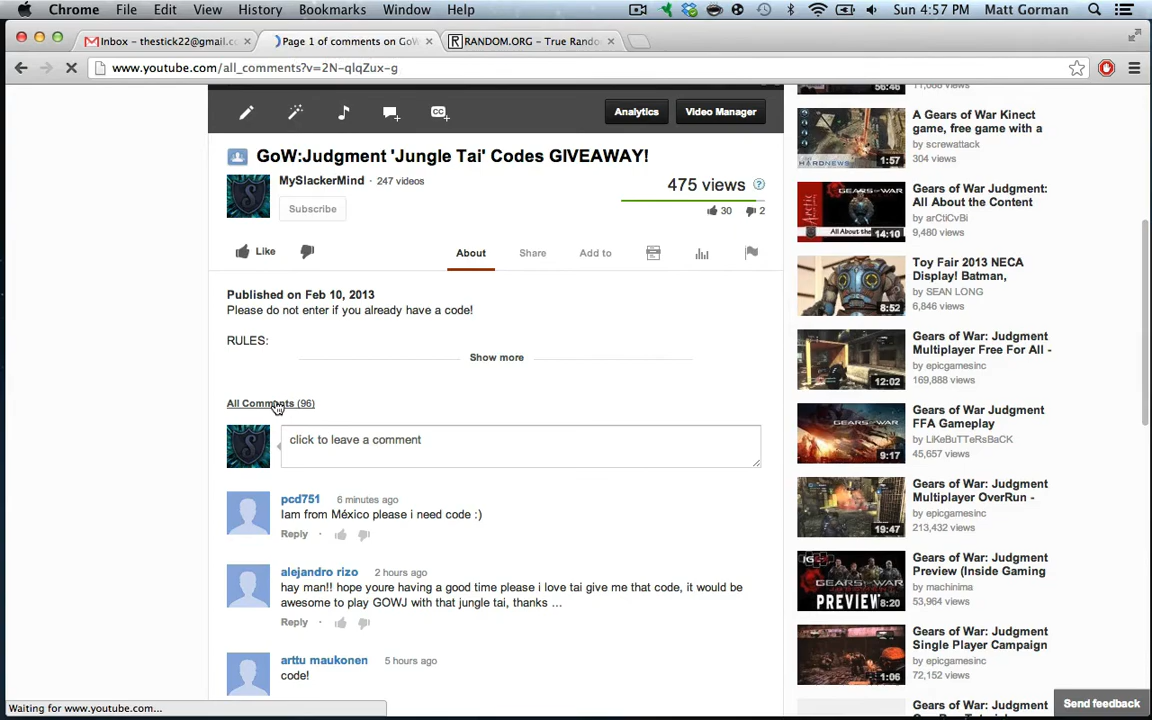 Chrome File Edit View History Bookmarks Window Help Sun 4:57 PM Matt Gorman
Inbox – thestick22@gmail.c Page 1 of comments on GoW RANDOM.ORG – True Rando
www.youtube.com/all_comments?v=2N-qlqZux-g
Analytics Video Manager
GoW:Judgment 'Jungle Tai' Codes GIVEAWAY!
MySlackerMind · 247 videos
475 views
Subscribe
30 2
Like About Share Add to
Published on Feb 10, 2013
Please do not enter if you already have a code!
RULES:
Show more
All Comments (96)
click to leave a comment
pcd751 6 minutes ago
Iam from México please i need code :)
Reply ·
alejandro rizo 2 hours ago
hay man!! hope youre having a good time please i love tai give me that code, it would be
awesome to play GOWJ with that jungle tai, thanks ...
Reply ·
arttu maukonen 5 hours ago
code!
56:46
A Gears of War Kinect
game, free game with a
by screwattack
304 views
HARDNEWS
1:57
Gears of War Judgment:
All About the Content
by arCtiCvBi
9,480 views
14:10
Toy Fair 2013 NECA
Display! Batman,
by SEAN LONG
6,846 views
8:52
Gears of War: Judgment
Multiplayer Free For All -
by epicgamesinc
169,888 views
12:02
Gears of War Judgment
FFA Gameplay
by LiKeBuTTeRsBaCK
45,657 views
9:17
Gears of War: Judgment
Multiplayer OverRun -
by epicgamesinc
213,432 views
19:47
Gears of War: Judgment
Preview (Inside Gaming
by machinima
53,964 views
PREVIEW
8:20
Gears of War: Judgment
Single Player Campaign
by epicgamesinc
72,152 views
1:06
Gears of War: Judgment
Send feedback
Waiting for www.youtube.com...